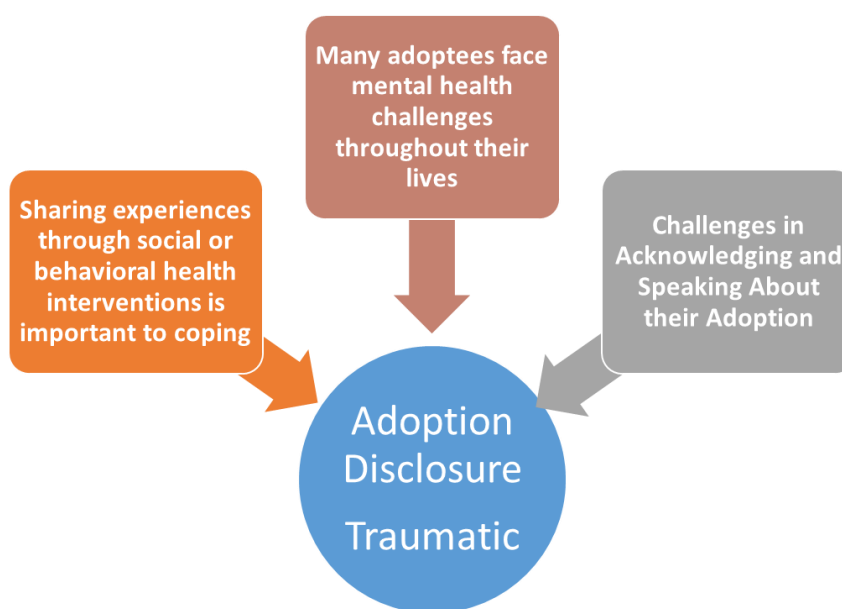 Many adoptees face
mental health
challenges
throughout their
lives
Sharing experiences
through social or
behavioral health
interventions is
important to coping
Challenges in
Acknowledging and
Speaking About
their Adoption
Adoption
Disclosure
Traumatic